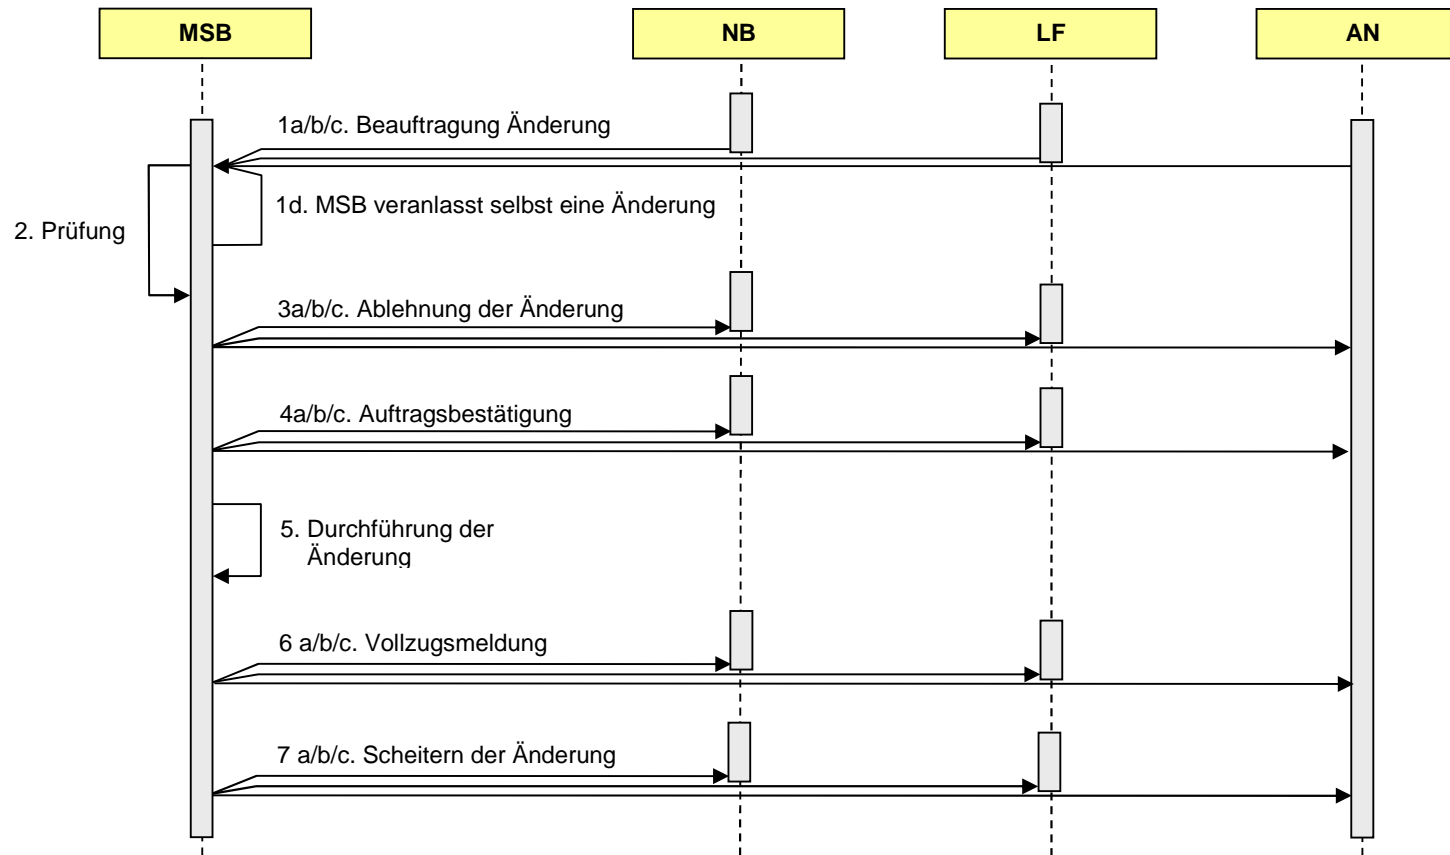 MSB
NB
LF
AN
1a/b/c. Beauftragung Änderung
1d. MSB veranlasst selbst eine Änderung
2. Prüfung
3a/b/c. Ablehnung der Änderung
4a/b/c. Auftragsbestätigung
5. Durchführung der
Änderung
6 a/b/c. Vollzugsmeldung
7 a/b/c. Scheitern der Änderung